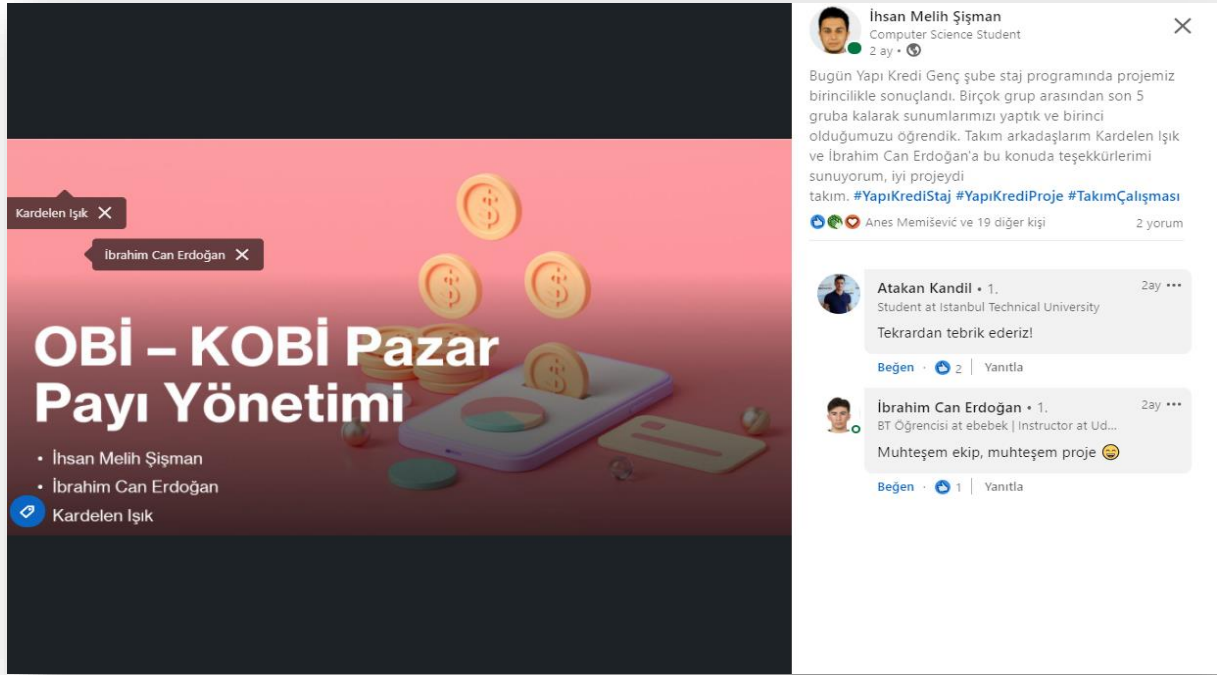 Kardelen Işık
İbrahim Can Erdoğan
OBİ – KOBİ Pazar
Payı Yönetimi
• İhsan Melih Şişman
• İbrahim Can Erdoğan
Kardelen Işık
İhsan Melih Şişman
Computer Science Student
2 ay •
Bugün Yapı Kredi Genç şube staj programında projemiz
birincilikle sonuçlandı. Birçok grup arasından son 5
gruba kalarak sunumlarımızı yaptık ve birinci
olduğumuzu öğrendik. Takım arkadaşlarım Kardelen Işık
ve İbrahim Can Erdoğan'a bu konuda teşekkürlerimi
sunuyorum, iyi projeydi
takım. #YapıKrediStaj #YapıKrediProje #TakımÇalışması
Anes Memišević ve 19 diğer kişi 2 yorum
Atakan Kandil • 1. 2ay •••
Student at Istanbul Technical University
Tekrardan tebrik ederiz!
Beğen · 2 | Yanıtla
İbrahim Can Erdoğan • 1. 2ay •••
BT Öğrencisi at ebebek | Instructor at Ud...
Muhteşem ekip, muhteşem proje 😄
Beğen · 1 | Yanıtla